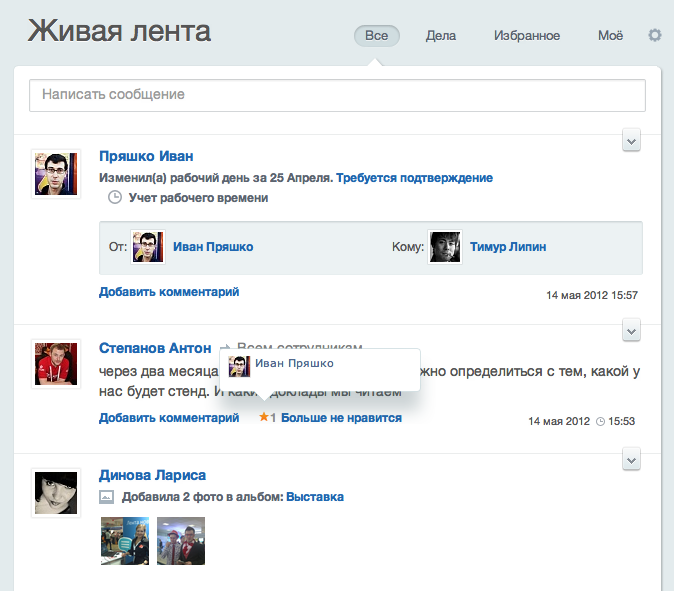 Живая лента
Все Дела Избранное Моё
Написать сообщение
Пряшко Иван
Изменил(а) рабочий день за 25 Апреля. Требуется подтверждение
Учет рабочего времени
От: Иван Пряшко Кому: Тимур Липин
Добавить комментарий 14 мая 2012 15:57
Степанов Антон → Всем сотрудникам
Иван Пряшко
через два месяца жно определиться с тем, какой у
нас будет стенд. И каки доклады мы читаем
Добавить комментарий ★1 Больше не нравится 14 мая 2012 15:53
Динова Лариса
Добавила 2 фото в альбом: Выставка